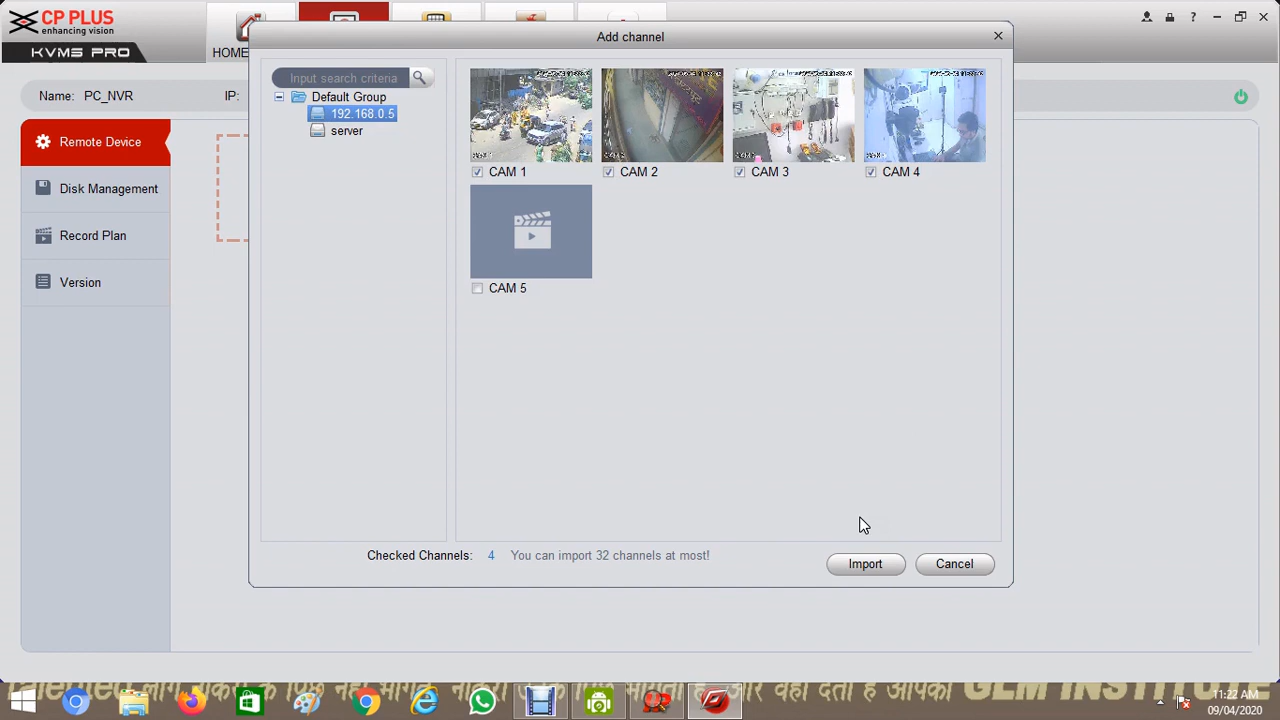 CP PLUS
enhancing vision
KVMS PRO
HOME
Add channel
Name: PC_NVR
IP:
Input search criteria
Default Group
192.168.0.5
server
Remote Device
Disk Management
Record Plan
Version
CAM 1
CAM 2
CAM 3
CAM 4
CAM 5
Checked Channels: 4 You can import 32 channels at most!
Import
Cancel
GLM INSTITUTE
11:22 AM
09/04/2020